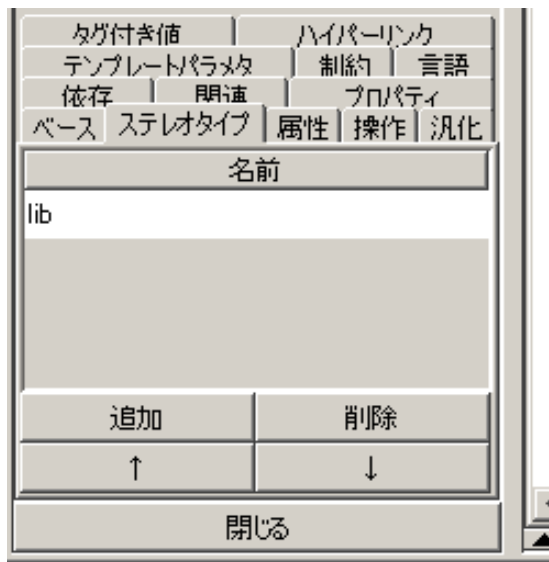 タグ付き値 ハイパーリンク
テンプレートパラメタ 制約 言語
依存 関連 プロパティ
ベース ステレオタイプ 属性 操作 汎化
名前
lib
追加 削除
↑ ↓
閉じる